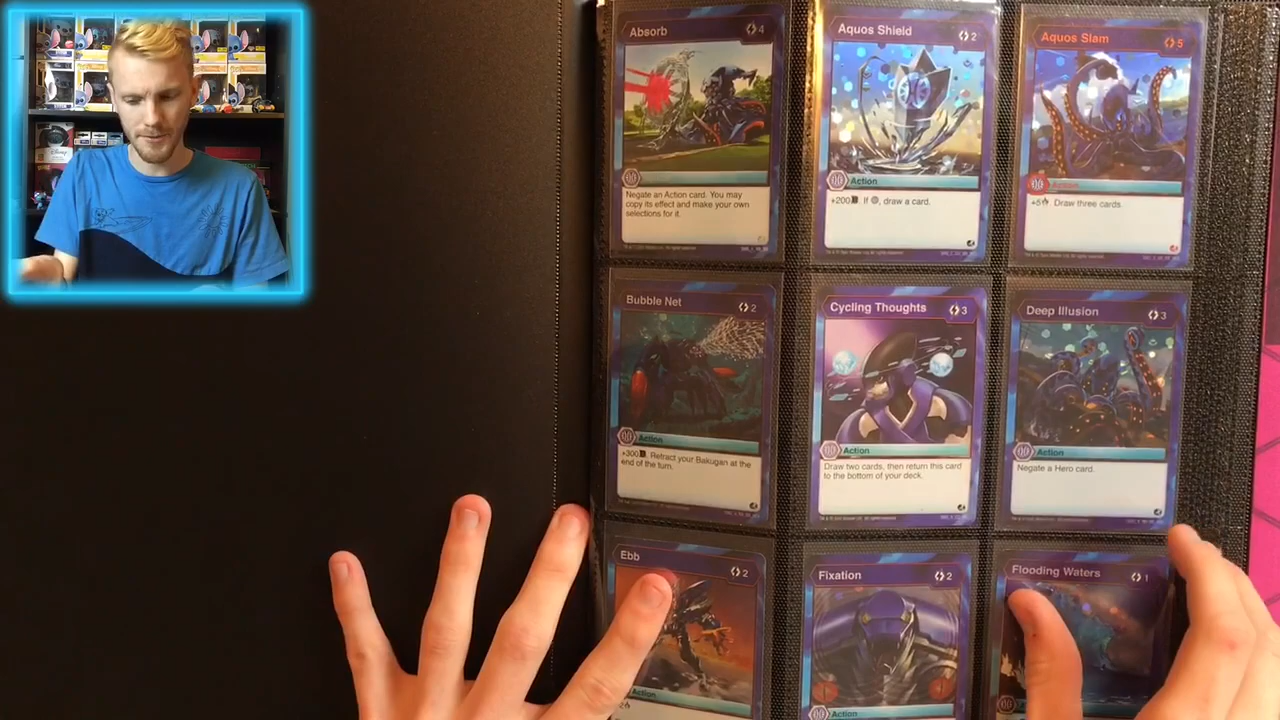 Absorb 4
Negate an Action card. You may
copy its effect and make your own
selections for it.
Aquos Shield 2
Action
+200 If , draw a card.
Aquos Slam 5
Action
+5 Draw three cards.
Bubble Net 2
Action
+300 . Retract your Bakugan at the
end of the turn.
Cycling Thoughts 3
Action
Draw two cards, then return this card
to the bottom of your deck.
Deep Illusion 3
Action
Negate a Hero card.
Ebb 2
Action
Fixation 2
Action
Flooding Waters 1